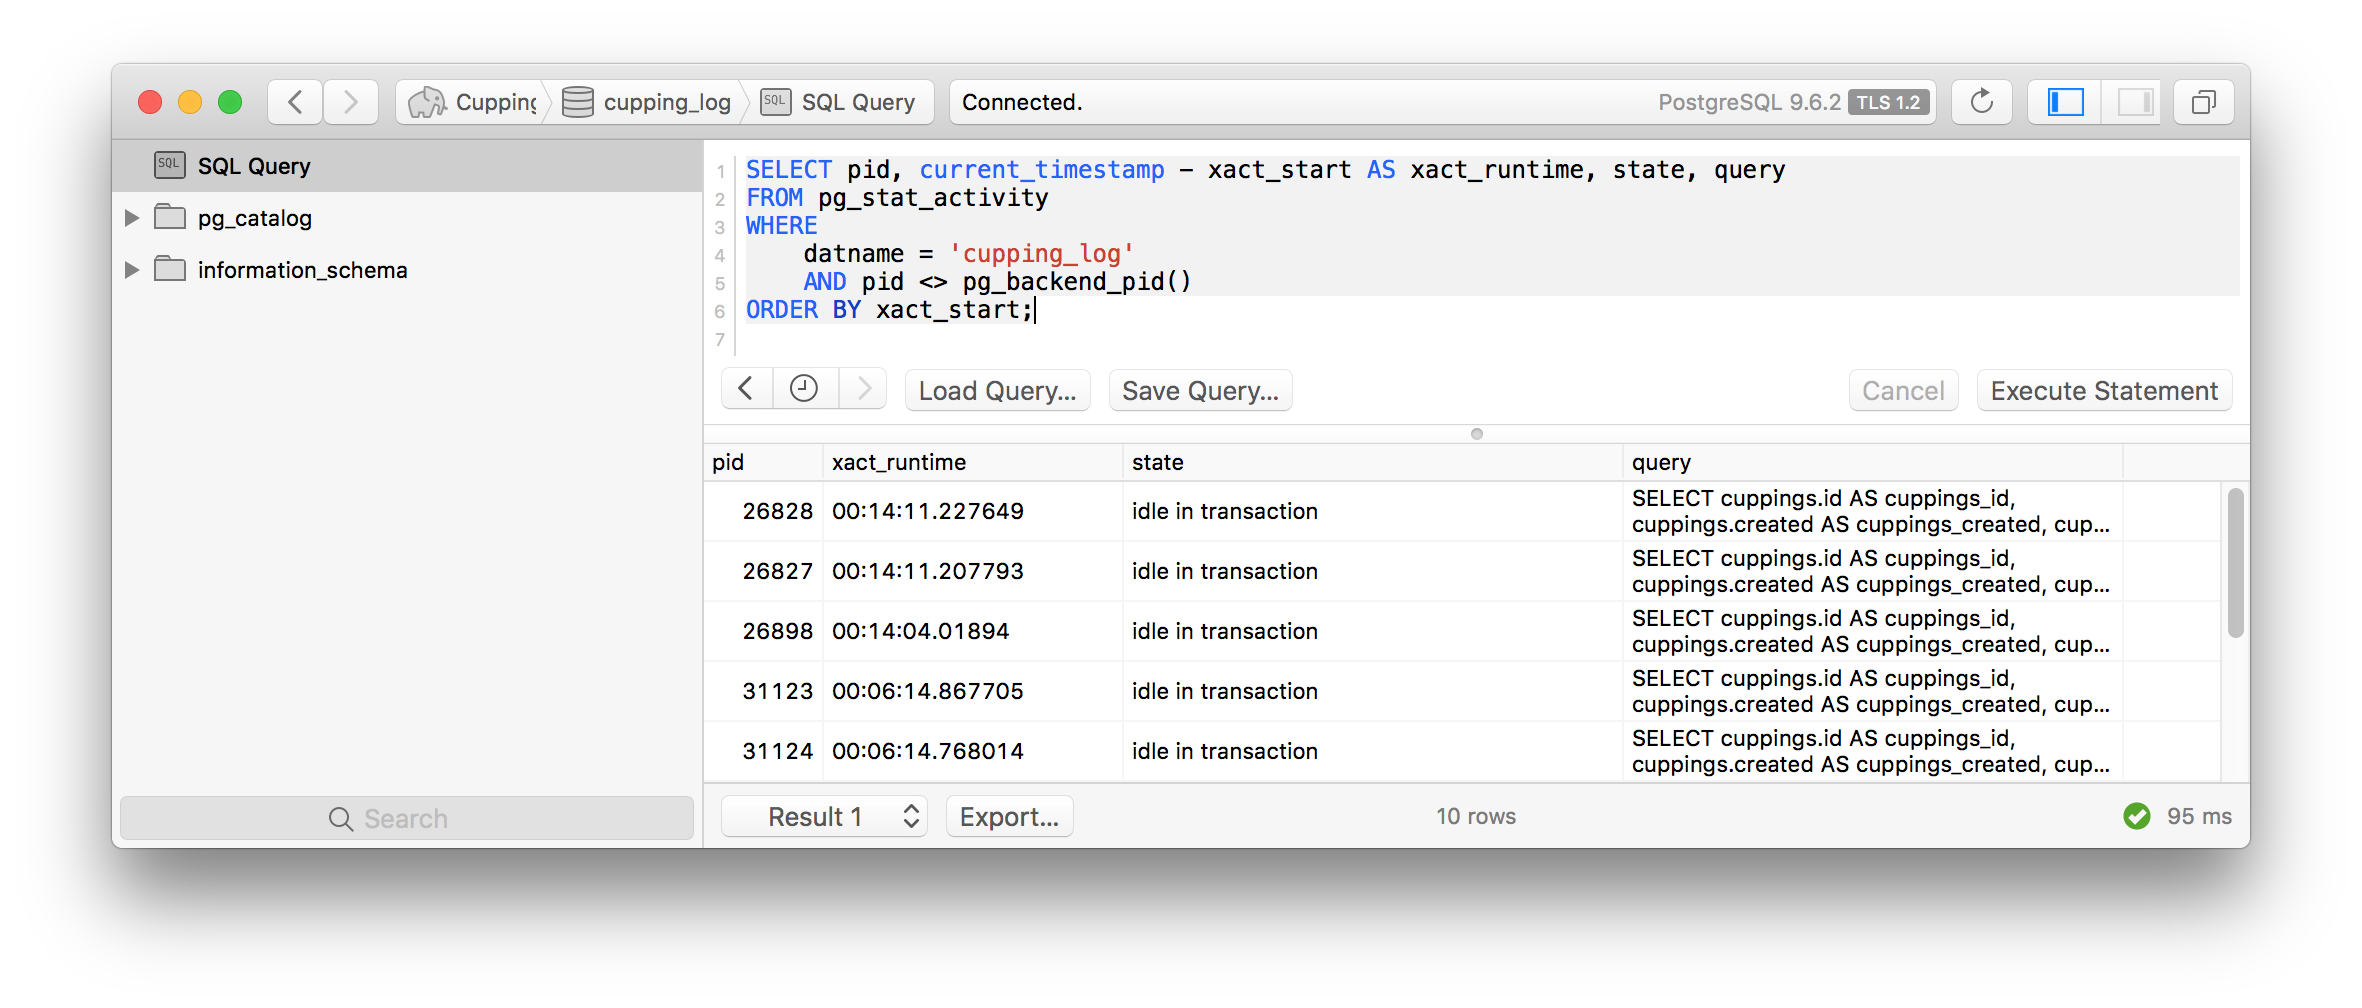 Cupping cupping_log SQL SQL Query Connected. PostgreSQL 9.6.2 TLS 1.2
SQL SQL Query
pg_catalog
information_schema
Search
1 SELECT pid, current_timestamp - xact_start AS xact_runtime, state, query
2 FROM pg_stat_activity
3 WHERE
4 datname = 'cupping_log'
5 AND pid <> pg_backend_pid()
6 ORDER BY xact_start;
7
Load Query... Save Query... Cancel Execute Statement
pid xact_runtime state query
26828 00:14:11.227649 idle in transaction SELECT cuppings.id AS cuppings_id,
cuppings.created AS cuppings_created, cup...
26827 00:14:11.207793 idle in transaction SELECT cuppings.id AS cuppings_id,
cuppings.created AS cuppings_created, cup...
26898 00:14:04.01894 idle in transaction SELECT cuppings.id AS cuppings_id,
cuppings.created AS cuppings_created, cup...
31123 00:06:14.867705 idle in transaction SELECT cuppings.id AS cuppings_id,
cuppings.created AS cuppings_created, cup...
31124 00:06:14.768014 idle in transaction SELECT cuppings.id AS cuppings_id,
cuppings.created AS cuppings_created, cup...
Result 1 Export... 10 rows 95 ms